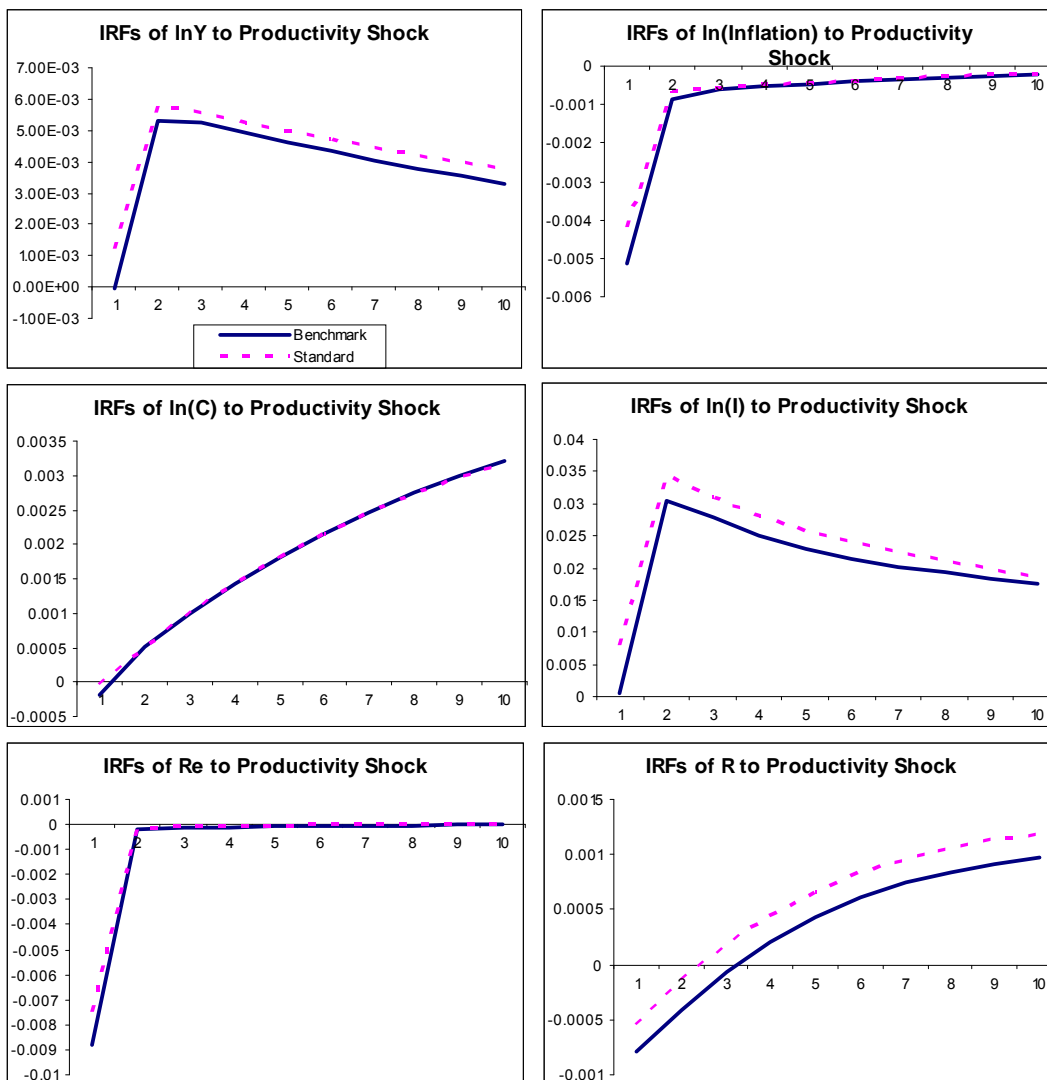 IRFs of lnY to Productivity Shock
7.00E-03
6.00E-03
5.00E-03
4.00E-03
3.00E-03
2.00E-03
1.00E-03
0.00E+00
-1.00E-03
1 2 3 4 5 6 7 8 9 10
Benchmark
Standard
IRFs of ln(Inflation) to Productivity
Shock
0
-0.001
-0.002
-0.003
-0.004
-0.005
-0.006
1 2 3 4 5 6 7 8 9 10
IRFs of ln(C) to Productivity Shock
0.0035
0.003
0.0025
0.002
0.0015
0.001
0.0005
0
-0.0005
1 2 3 4 5 6 7 8 9 10
IRFs of ln(I) to Productivity Shock
0.04
0.035
0.03
0.025
0.02
0.015
0.01
0.005
0
1 2 3 4 5 6 7 8 9 10
IRFs of Re to Productivity Shock
0.001
0
-0.001
-0.002
-0.003
-0.004
-0.005
-0.006
-0.007
-0.008
-0.009
-0.01
1 2 3 4 5 6 7 8 9 10
IRFs of R to Productivity Shock
0.0015
0.001
0.0005
0
-0.0005
-0.001
1 2 3 4 5 6 7 8 9 10